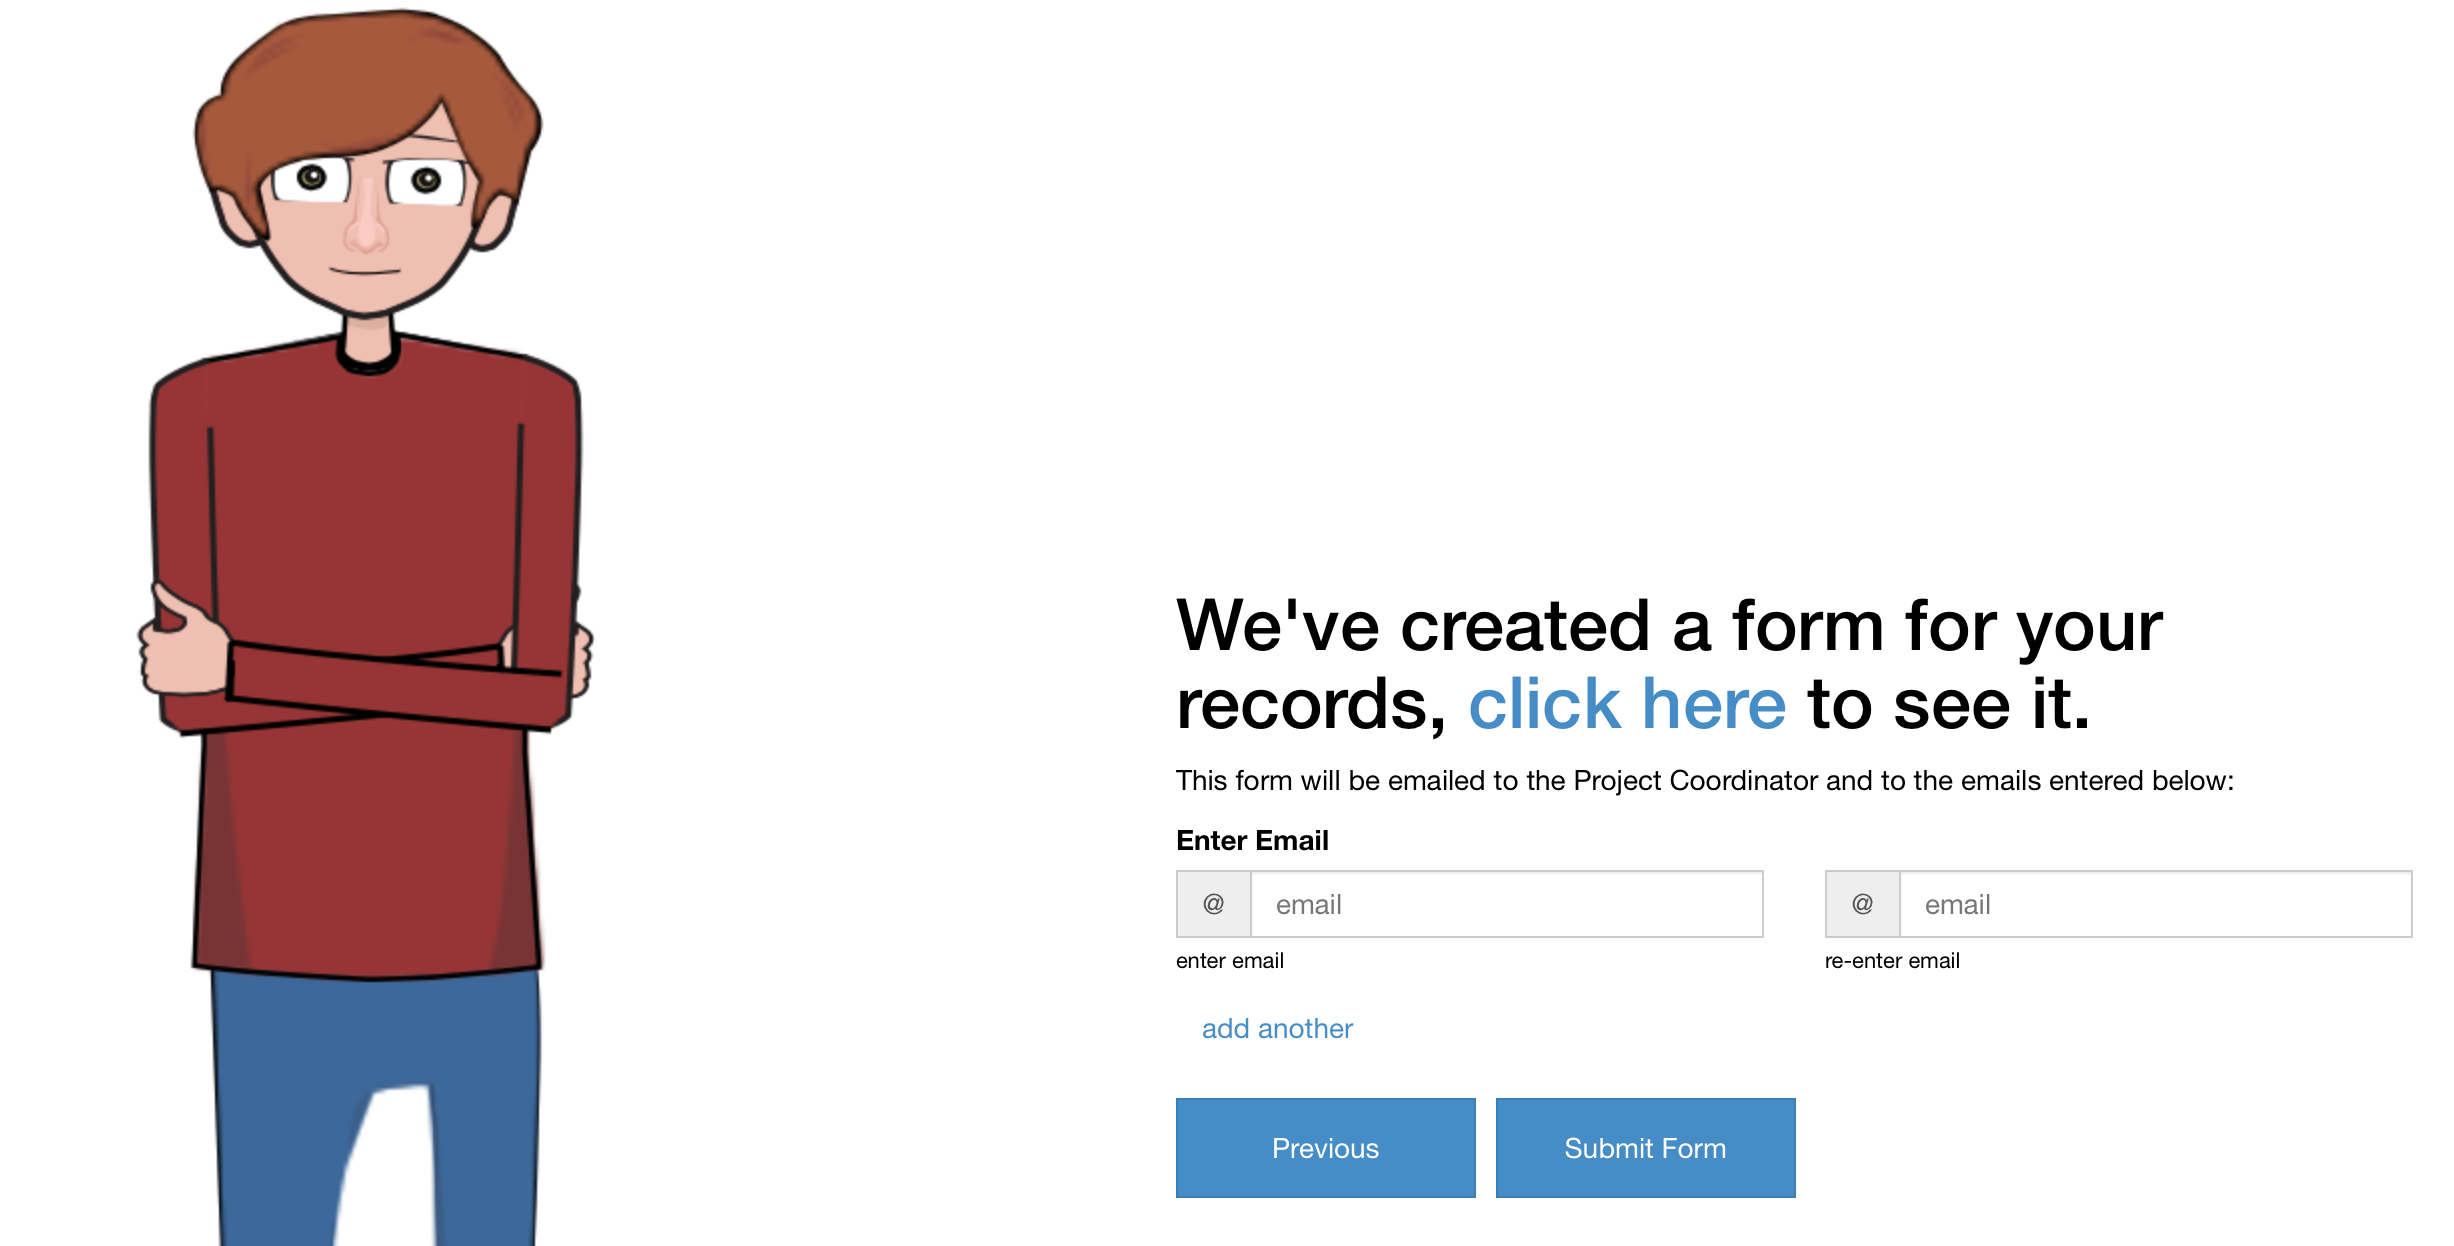 We've created a form for your
records, click here to see it.
This form will be emailed to the Project Coordinator and to the emails entered below:
Enter Email
@ email
@ email
enter email
re-enter email
add another
Previous
Submit Form